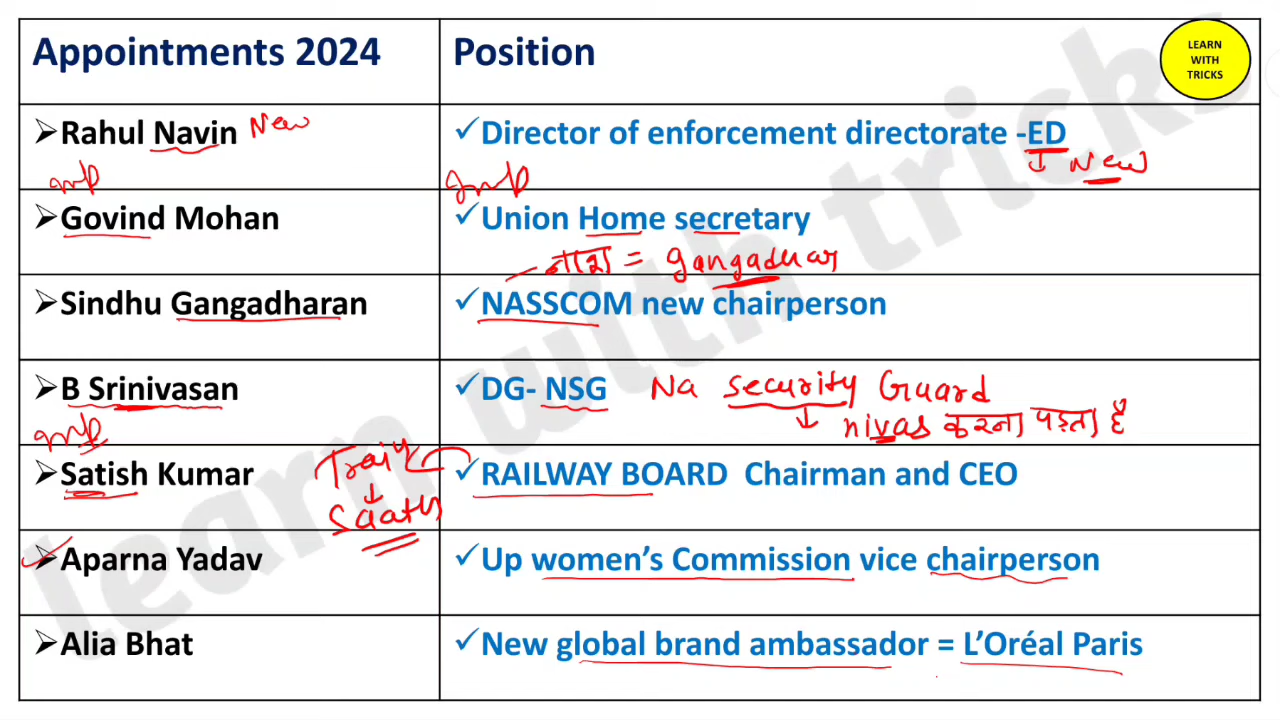 Appointments 2024
Position
LEARN
WITH
TRICKS
➢Rahul Navin New
✓Director of enforcement directorate -ED
↓ New
Imp
Imp
➢Govind Mohan
✓Union Home secretary
= Gangadhar
➢Sindhu Gangadharan
✓NASSCOM new chairperson
➢B Srinivasan
✓DG- NSG Na security Guard
↓ nivas करना पड़ता है
Imp
➢Satish Kumar
Train
↓
Saath
✓RAILWAY BOARD Chairman and CEO
➢Aparna Yadav
✓Up women's Commission vice chairperson
➢Alia Bhat
✓New global brand ambassador = L'Oréal Paris
learn with tricks